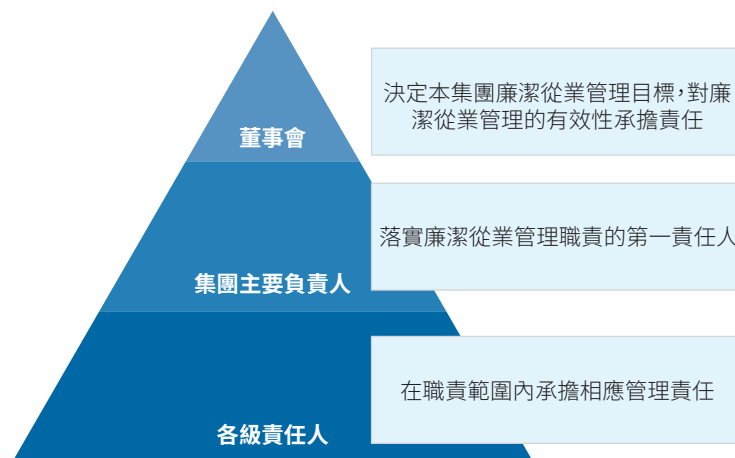 決定本集團廉潔從業管理目標，對廉
潔從業管理的有效性承擔責任
董事會
落實廉潔從業管理職責的第一責任人
集團主要負責人
在職責範圍內承擔相應管理責任
各級責任人